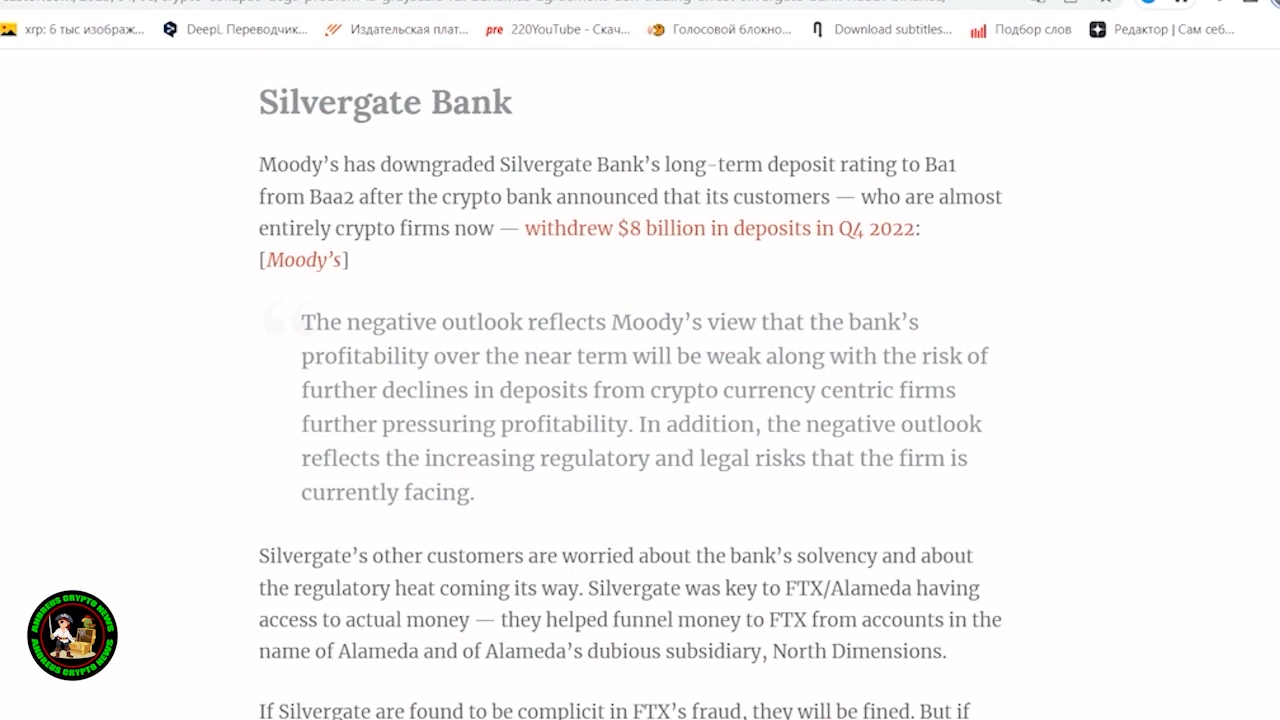 xrp: 6 тыс изображ...
DeepL Переводчик...
Издательская плат...
pre 220YouTube - Скач...
Голосовой блокно...
Download subtitles...
Подбор слов
Редактор | Сам себ...
Silvergate Bank
Moody’s has downgraded Silvergate Bank’s long-term deposit rating to Ba1
from Baa2 after the crypto bank announced that its customers — who are almost
entirely crypto firms now — withdrew $8 billion in deposits in Q4 2022:
[Moody’s]
The negative outlook reflects Moody’s view that the bank’s
profitability over the near term will be weak along with the risk of
further declines in deposits from crypto currency centric firms
further pressuring profitability. In addition, the negative outlook
reflects the increasing regulatory and legal risks that the firm is
currently facing.
Silvergate’s other customers are worried about the bank’s solvency and about
the regulatory heat coming its way. Silvergate was key to FTX/Alameda having
access to actual money — they helped funnel money to FTX from accounts in the
name of Alameda and of Alameda’s dubious subsidiary, North Dimensions.
If Silvergate are found to be complicit in FTX’s fraud, they will be fined. But if
ANDREUS CRYPTO NEWS
ANDREUS CRYPTO NEWS